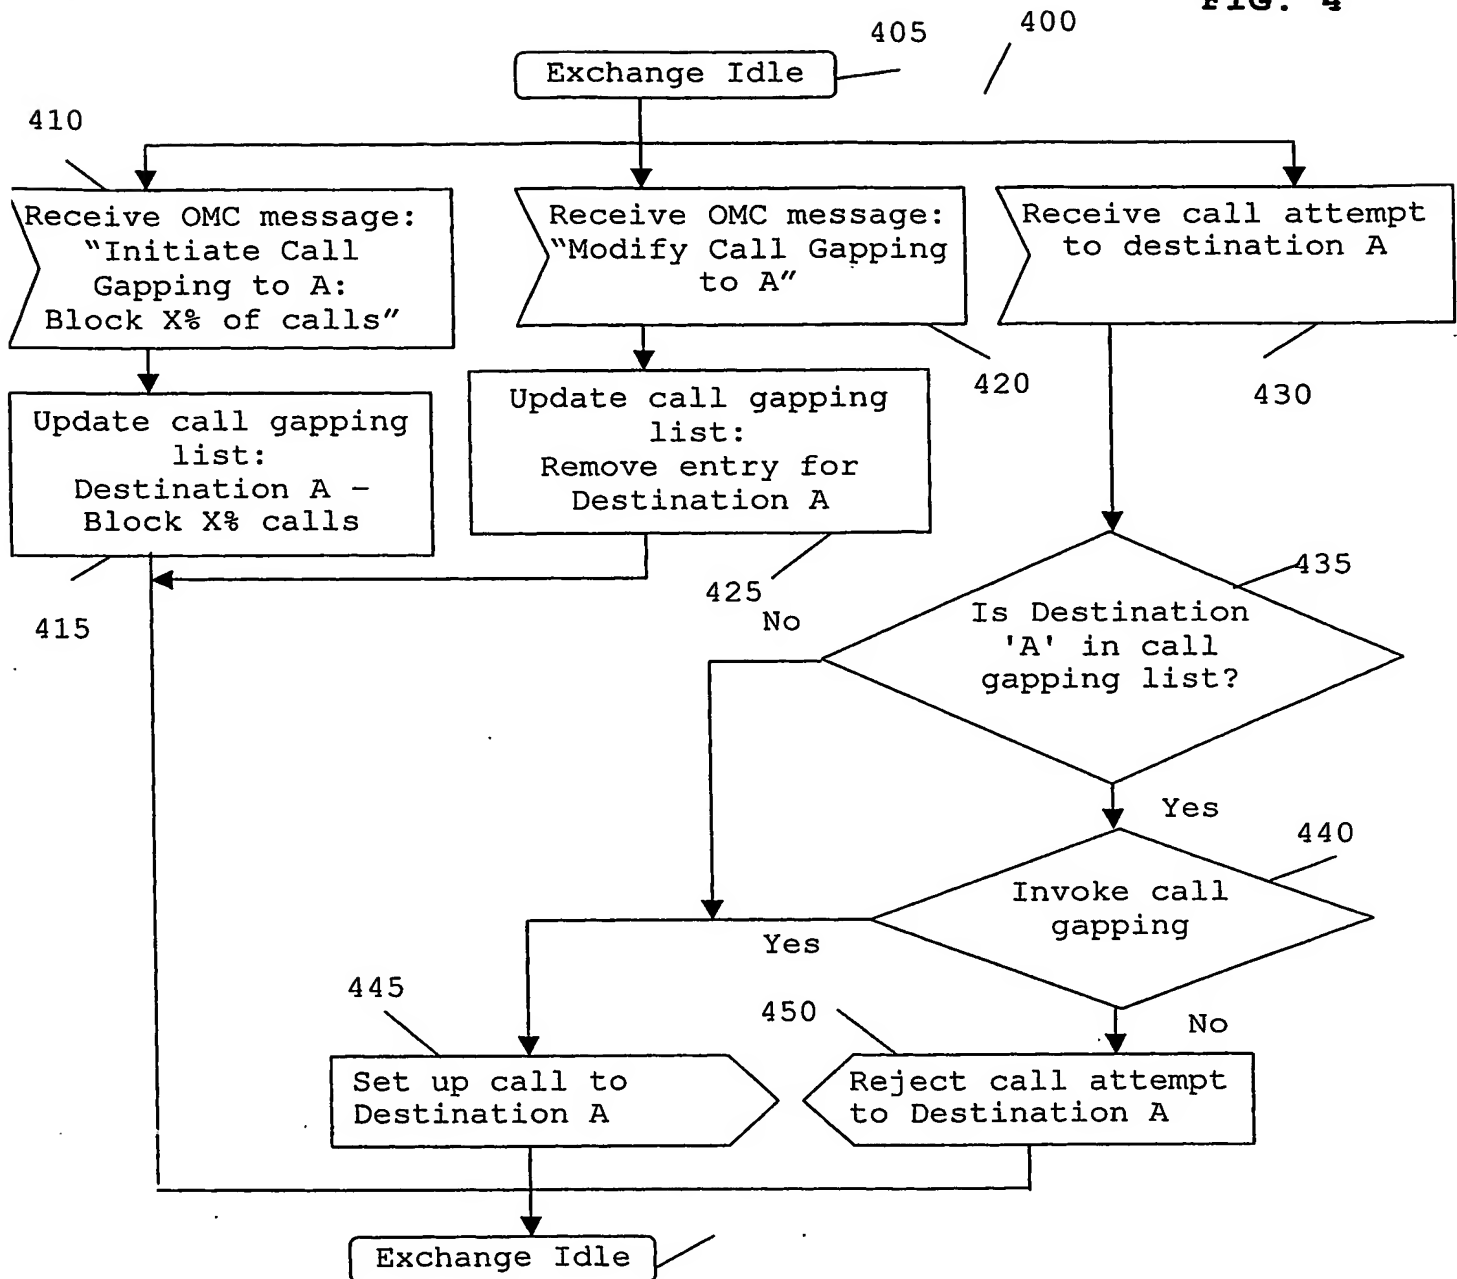 FIG. 4
400
405
Exchange Idle
410
Receive OMC message:
“Initiate Call
Gapping to A:
Block X% of calls”
Receive OMC message:
“Modify Call Gapping
to A”
Receive call attempt
to destination A
420
430
Update call gapping
list:
Destination A –
Block X% calls
Update call gapping
list:
Remove entry for
Destination A
415
425
435
No
Is Destination
'A' in call
gapping list?
Yes
440
Invoke call
gapping
Yes
No
445
450
Set up call to
Destination A
Reject call attempt
to Destination A
Exchange Idle